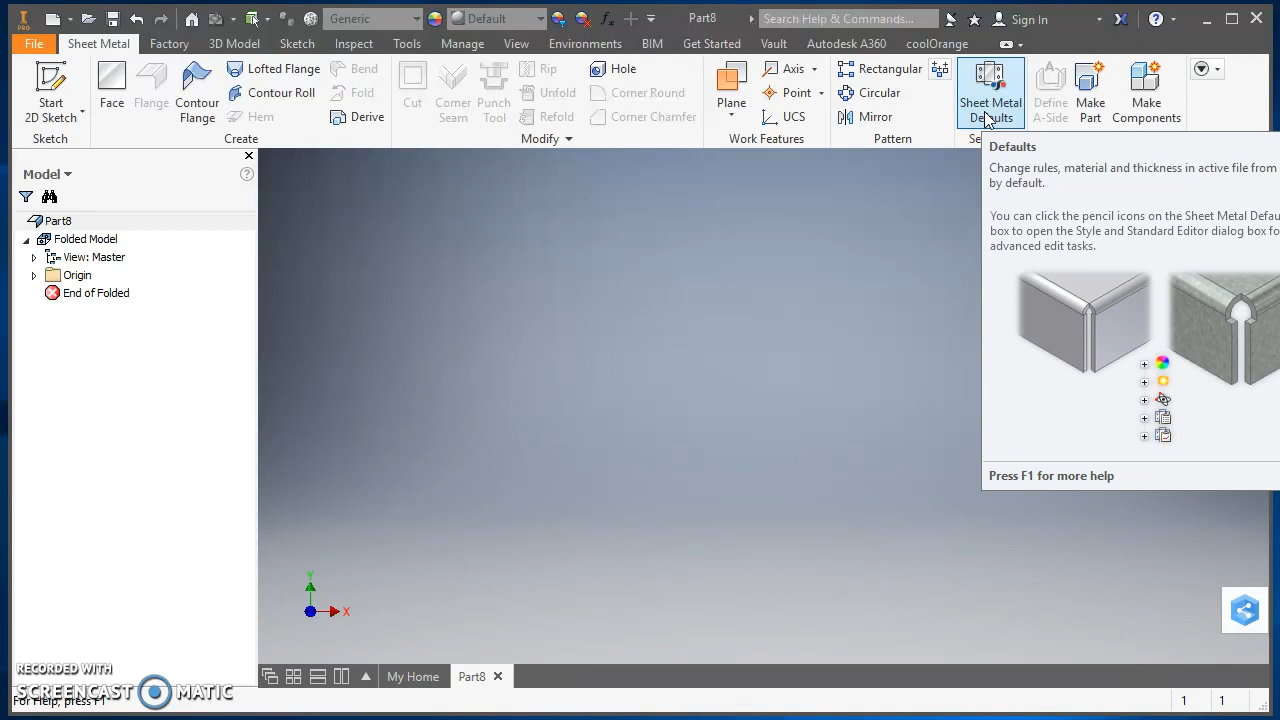 PRO
Generic
Default
fx
Part8
Search Help & Commands...
Sign In
File
Sheet Metal
Factory
3D Model
Sketch
Inspect
Tools
Manage
View
Environments
BIM
Get Started
Vault
Autodesk A360
coolOrange
Start
2D Sketch
Sketch
Face
Flange
Contour
Flange
Lofted Flange
Contour Roll
Hem
Bend
Fold
Derive
Create
Cut
Corner
Seam
Punch
Tool
Rip
Unfold
Refold
Hole
Corner Round
Corner Chamfer
Modify
Plane
Axis
Point
UCS
Work Features
Rectangular
Circular
Mirror
Pattern
Sheet Metal
Defaults
Se
Define
A-Side
Make
Part
Make
Components
Model
Part8
Folded Model
View: Master
Origin
End of Folded
Defaults
Change rules, material and thickness in active file from
by default.
You can click the pencil icons on the Sheet Metal Defau
box to open the Style and Standard Editor dialog box fo
advanced edit tasks.
Press F1 for more help
Y
X
My Home
Part8
RECORDED WITH
SCREENCAST MATIC
For Help, press F1
1
1